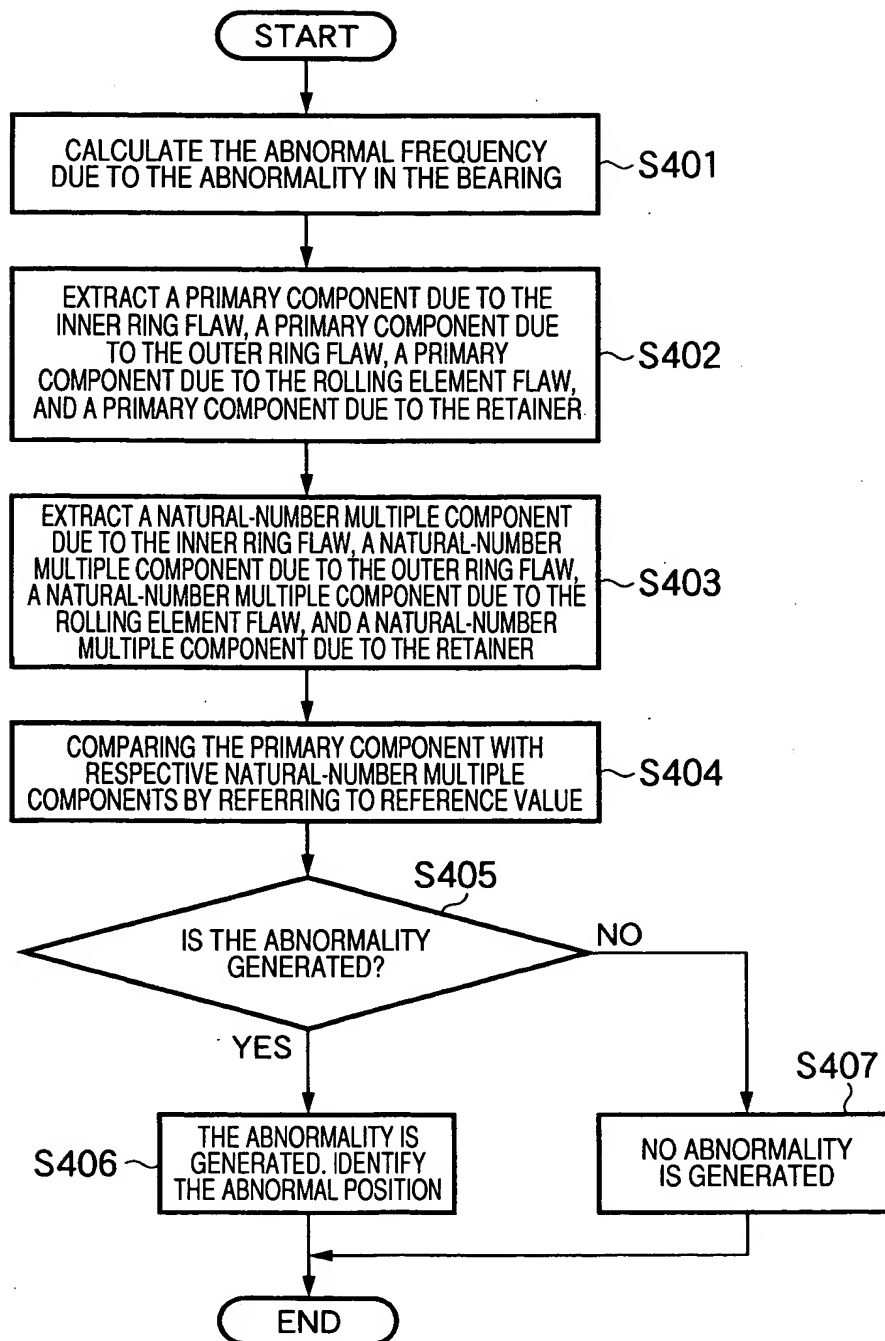 START
CALCULATE THE ABNORMAL FREQUENCY
DUE TO THE ABNORMALITY IN THE BEARING
S401
EXTRACT A PRIMARY COMPONENT DUE TO THE
INNER RING FLAW, A PRIMARY COMPONENT DUE
TO THE OUTER RING FLAW, A PRIMARY
COMPONENT DUE TO THE ROLLING ELEMENT FLAW,
AND A PRIMARY COMPONENT DUE TO THE RETAINER
S402
EXTRACT A NATURAL-NUMBER MULTIPLE COMPONENT
DUE TO THE INNER RING FLAW, A NATURAL-NUMBER
MULTIPLE COMPONENT DUE TO THE OUTER RING FLAW,
A NATURAL-NUMBER MULTIPLE COMPONENT DUE TO THE
ROLLING ELEMENT FLAW, AND A NATURAL-NUMBER
MULTIPLE COMPONENT DUE TO THE RETAINER
S403
COMPARING THE PRIMARY COMPONENT WITH
RESPECTIVE NATURAL-NUMBER MULTIPLE
COMPONENTS BY REFERRING TO REFERENCE VALUE
S404
S405
IS THE ABNORMALITY
GENERATED?
NO
YES
S407
THE ABNORMALITY IS
GENERATED. IDENTIFY
THE ABNORMAL POSITION
S406
NO ABNORMALITY
IS GENERATED
END